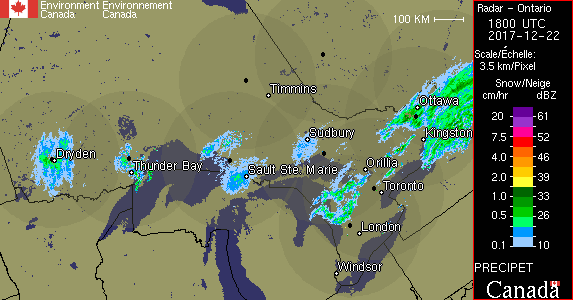 Environment Environnement
Canada Canada
100 KM
Timmins
Ottawa
Sudbury
Kingston
Dryden
Thunder Bay
Sault Ste. Marie
Orillia
Toronto
London
Windsor
Radar - Ontario
1800 UTC
2017-12-22
Scale/Échelle:
3.5 km/Pixel
Snow/Neige
cm/hr dBZ
20 61
7.5 52
4.0 46
2.0 39
1.0 33
0.5 26
0.1 10
PRECIPET
Canada